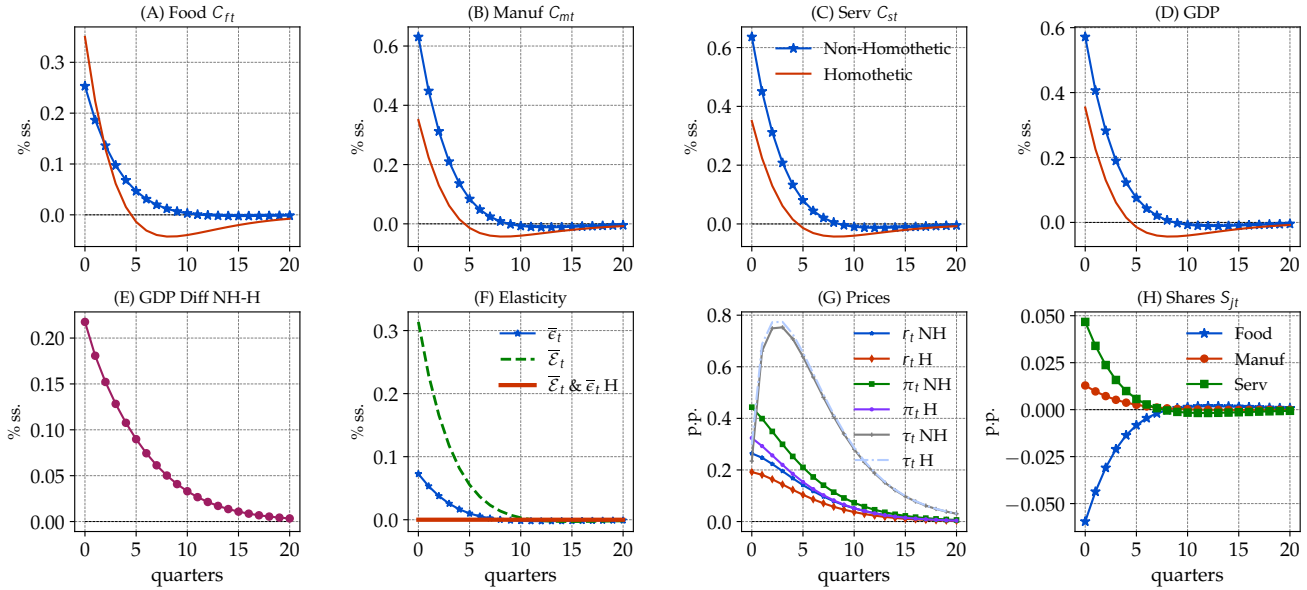 (A) Food C_ft
(B) Manuf C_mt
(C) Serv C_st
(D) GDP
% ss.
0.3
0.2
0.1
0.0
0 5 10 15 20
% ss.
0.6
0.4
0.2
0.0
0 5 10 15 20
% ss.
0.6
0.4
0.2
0.0
Non-Homothetic
Homothetic
0 5 10 15 20
% ss.
0.6
0.4
0.2
0.0
0 5 10 15 20
(E) GDP Diff NH-H
(F) Elasticity
(G) Prices
(H) Shares S_jt
% ss.
0.20
0.15
0.10
0.05
0.00
0 5 10 15 20
quarters
% ss.
0.3
0.2
0.1
0.0
ϵ̅_t
ℰ̅_t
ℰ̅_t & ϵ̅_t H
0 5 10 15 20
quarters
p.p.
0.8
0.6
0.4
0.2
0.0
r_t NH
r_t H
π_t NH
π_t H
τ_t NH
τ_t H
0 5 10 15 20
quarters
p.p.
0.050
0.025
0.000
−0.025
−0.050
Food
Manuf
Serv
0 5 10 15 20
quarters